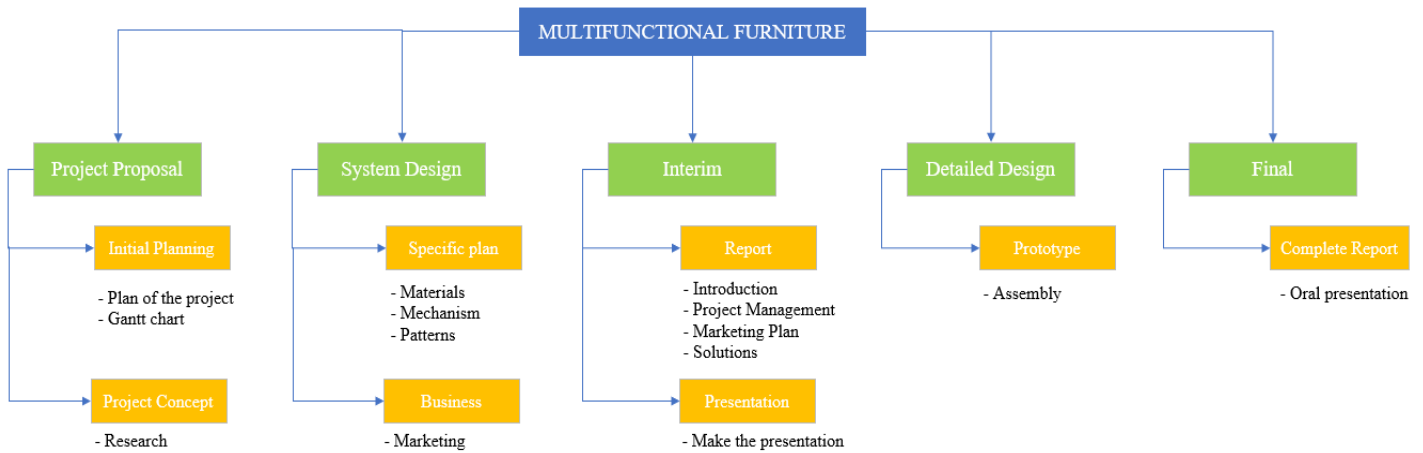 MULTIFUNCTIONAL FURNITURE
Project Proposal
Initial Planning
- Plan of the project
- Gantt chart
Project Concept
- Research
System Design
Specific plan
- Materials
- Mechanism
- Patterns
Business
- Marketing
Interim
Report
- Introduction
- Project Management
- Marketing Plan
- Solutions
Presentation
- Make the presentation
Detailed Design
Prototype
- Assembly
Final
Complete Report
- Oral presentation